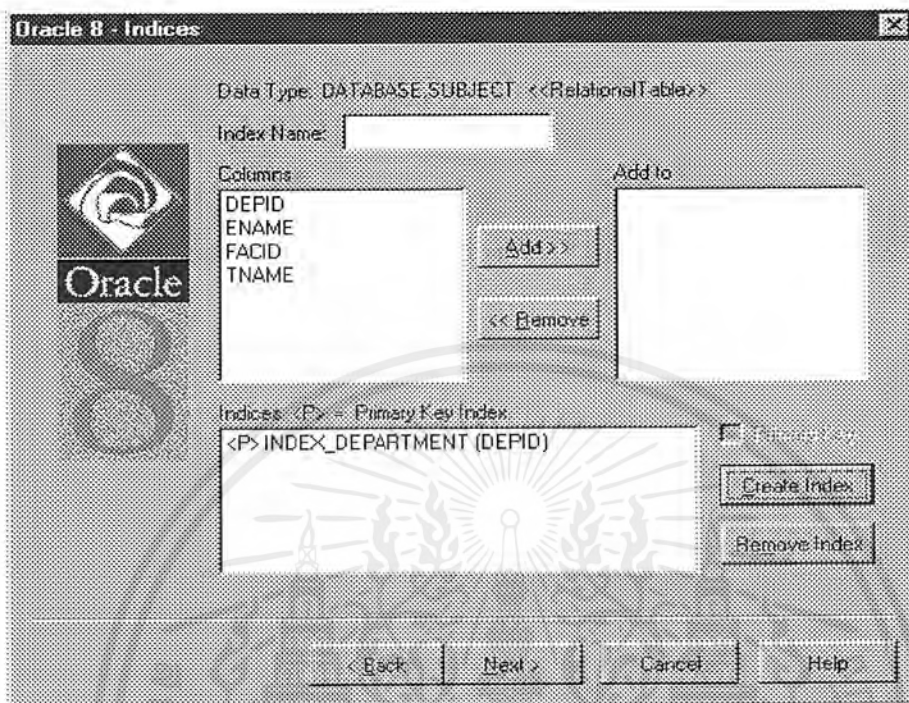 Oracle 8 - Indices
Data Type: DATABASE.SUBJECT <<RelationalTable>>
Index Name:
Columns
Add to
DEPID
ENAME
FACID
TNAME
Add >>
<< Remove
Oracle
8
Indices: <P> = Primary Key Index
<P> INDEX_DEPARTMENT (DEPID)
Primary Key
Create Index
Remove Index
< Back
Next >
Cancel
Help